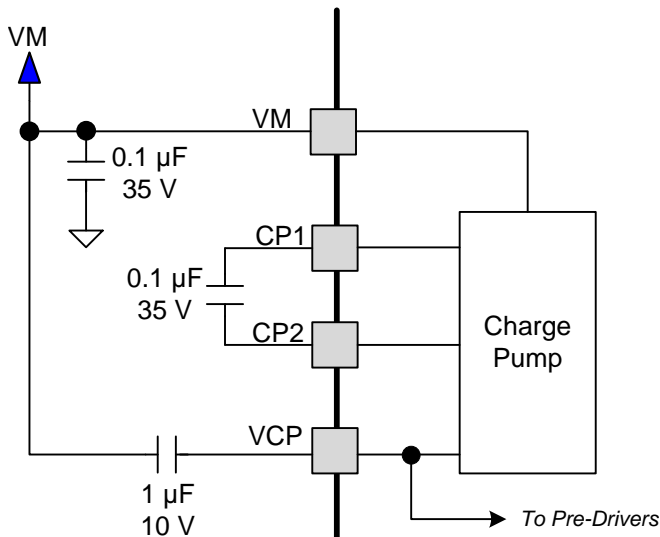 VM
VM
0.1 µF
35 V
CP1
0.1 µF
35 V
CP2
Charge
Pump
VCP
1 µF
10 V
To Pre-Drivers